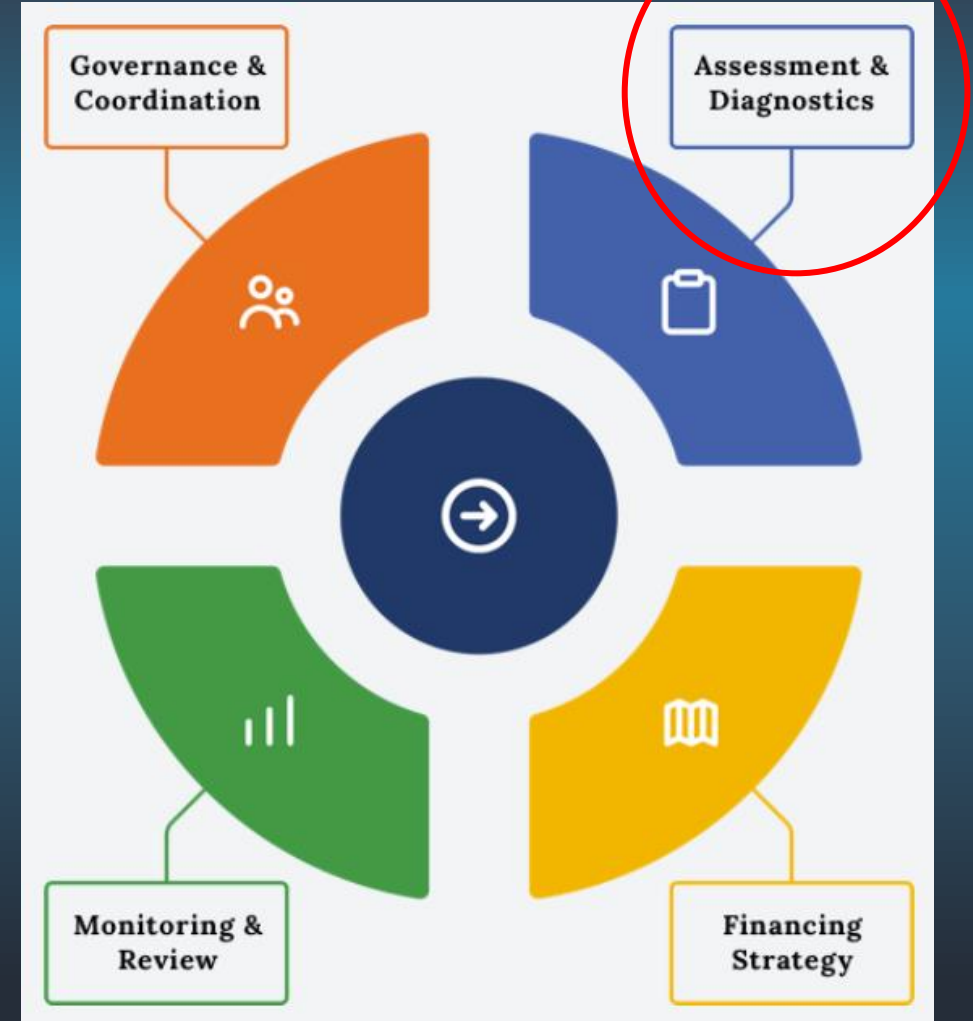 Governance &
Coordination
Assessment &
Diagnostics
Monitoring &
Review
Financing
Strategy